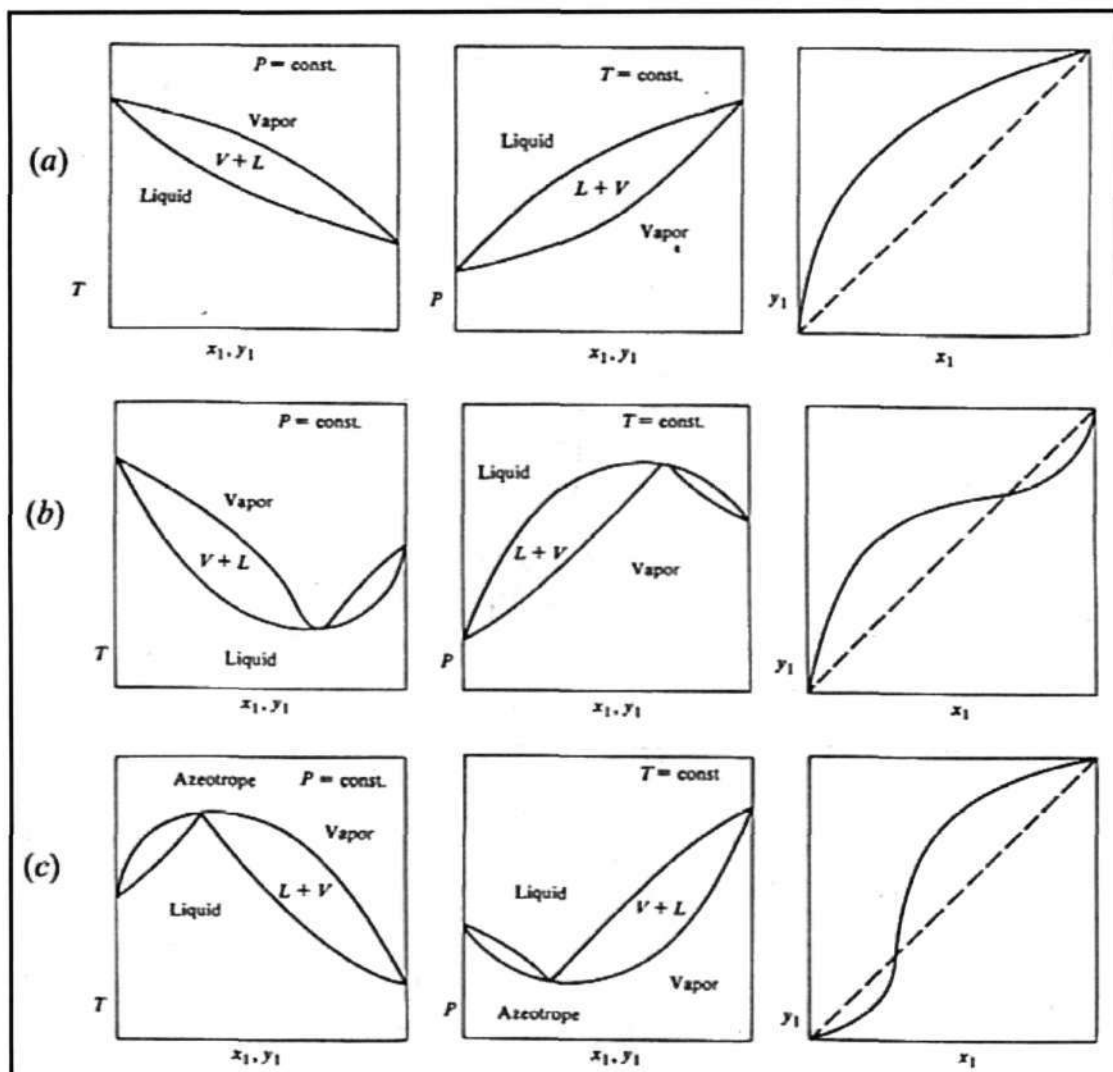 (a)
P = const.
Vapor
V + L
Liquid
T
x₁, y₁
T = const.
Liquid
L + V
Vapor
P
x₁, y₁
y₁
x₁
(b)
P = const.
Vapor
V + L
T
Liquid
x₁, y₁
T = const.
Liquid
L + V
Vapor
P
x₁, y₁
y₁
x₁
(c)
Azeotrope
P = const.
Vapor
L + V
Liquid
T
x₁, y₁
T = const
Liquid
V + L
Vapor
P
Azeotrope
x₁, y₁
y₁
x₁